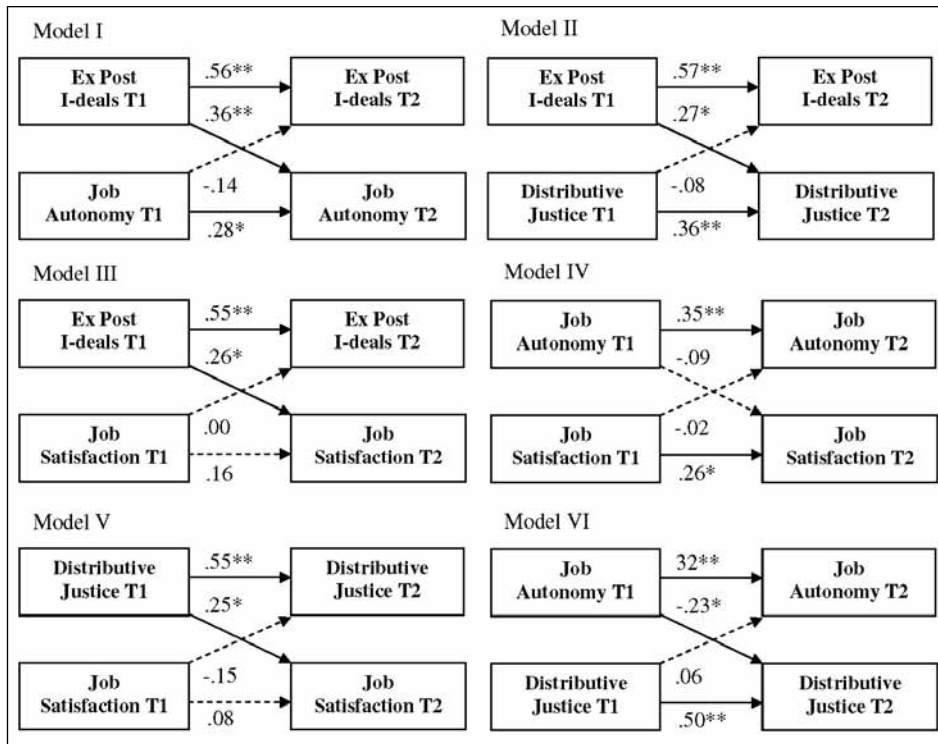 Model I
Ex Post
I-deals T1
.56**
.36**
Ex Post
I-deals T2
Job
Autonomy T1
-.14
.28*
Job
Autonomy T2
Model II
Ex Post
I-deals T1
.57**
.27*
Ex Post
I-deals T2
Distributive
Justice T1
-.08
.36**
Distributive
Justice T2
Model III
Ex Post
I-deals T1
.55**
.26*
Ex Post
I-deals T2
Job
Satisfaction T1
.00
.16
Job
Satisfaction T2
Model IV
Job
Autonomy T1
.35**
-.09
Job
Autonomy T2
Job
Satisfaction T1
-.02
.26*
Job
Satisfaction T2
Model V
Distributive
Justice T1
.55**
.25*
Distributive
Justice T2
Job
Satisfaction T1
-.15
.08
Job
Satisfaction T2
Model VI
Job
Autonomy T1
32**
-.23*
Job
Autonomy T2
Distributive
Justice T1
.06
.50**
Distributive
Justice T2